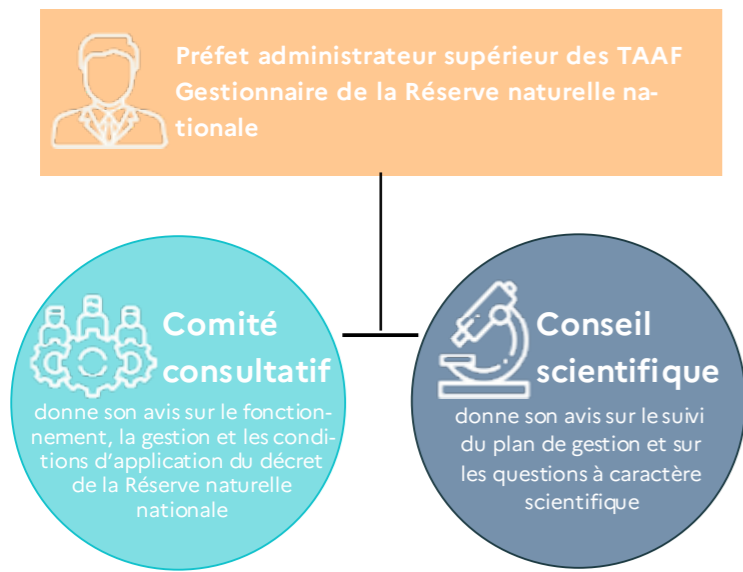 Préfet administrateur supérieur des TAAF
Gestionnaire de la Réserve naturelle na-
tionale
Comité
consultatif
donne son avis sur le fonction-
nement, la gestion et les condi-
tions d'application du décret
de la Réserve naturelle
nationale
Conseil
scientifique
donne son avis sur le suivi
du plan de gestion et sur
les questions à caractère
scientifique